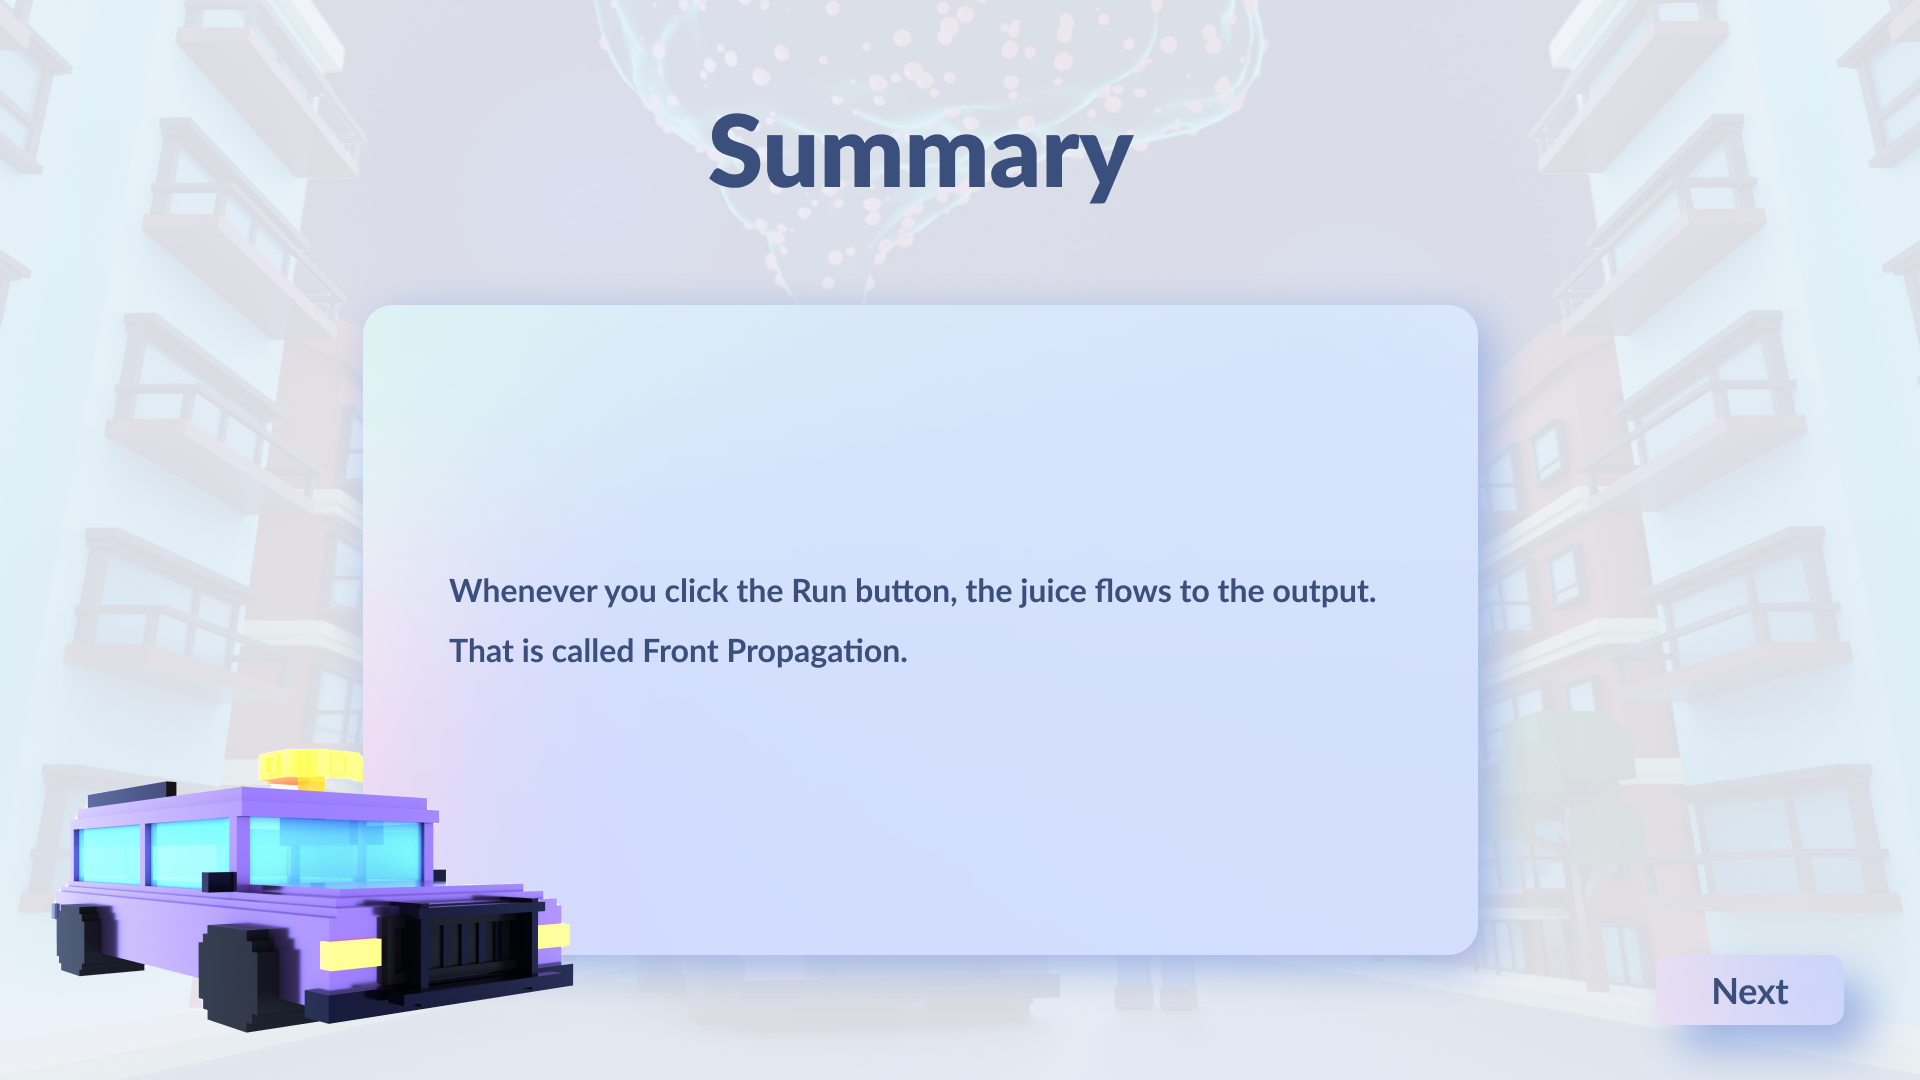 Summary
Whenever you click the Run button, the juice flows to the output.
That is called Front Propagation.
Next